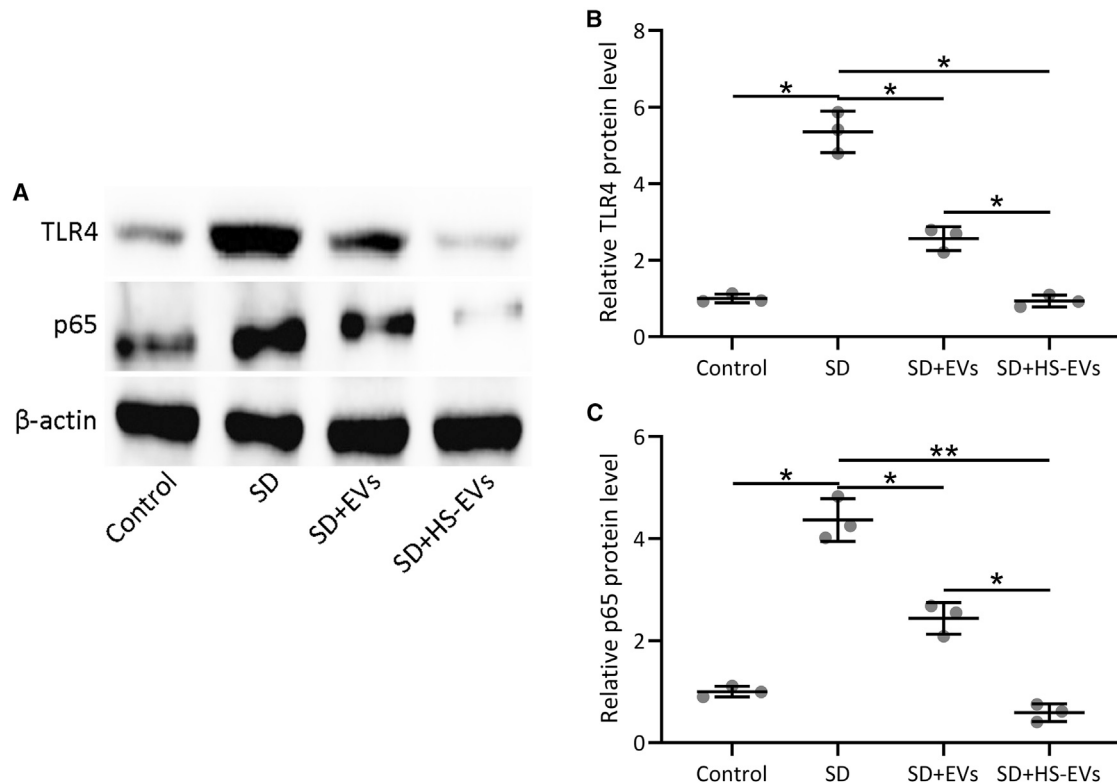 A
TLR4
p65
β-actin
Control
SD
SD+EVs
SD+HS-EVs
B
Relative TLR4 protein level
8
6
4
2
0
*
*
*
*
Control SD SD+EVs SD+HS-EVs
C
Relative p65 protein level
6
4
2
0
**
*
*
*
Control SD SD+EVs SD+HS-EVs